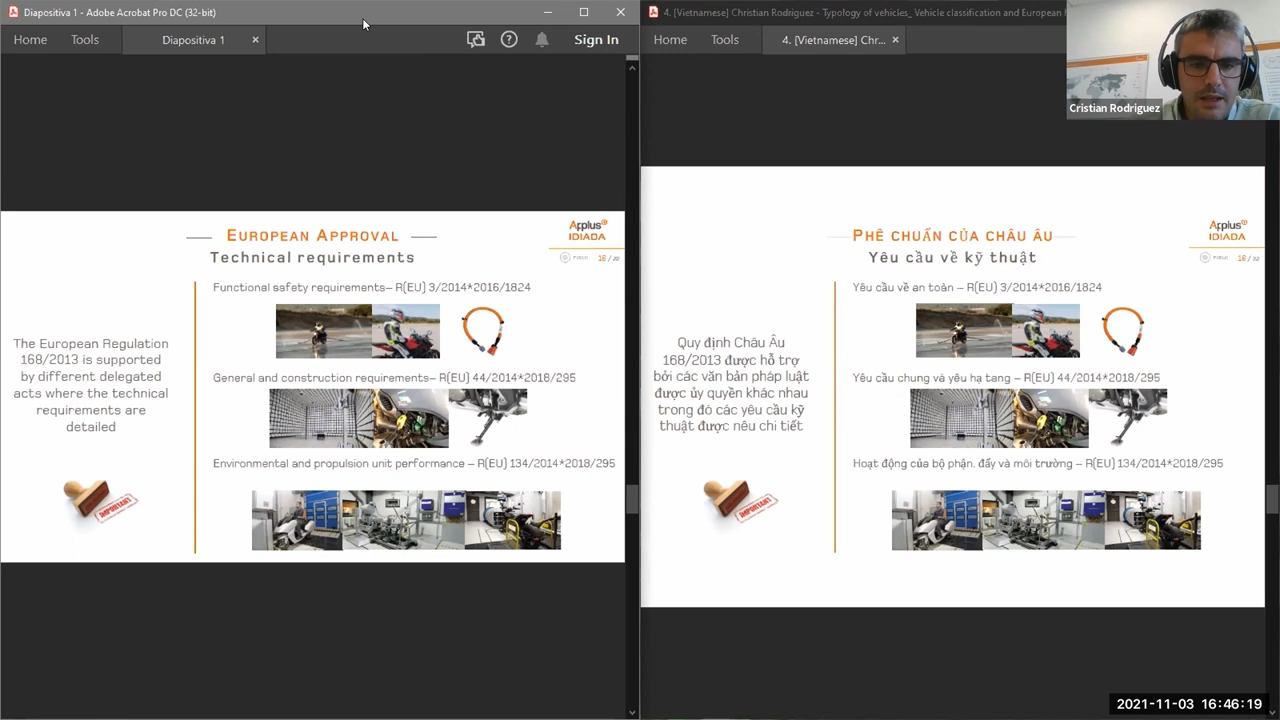 Diapositiva 1 - Adobe Acrobat Pro DC (32-bit)
Home
Tools
Diapositiva 1
Sign In
EUROPEAN APPROVAL
Technical requirements
Applus
IDIADA
16 / 22
Functional safety requirements– R(EU) 3/2014*2016/1824
The European Regulation
168/2013 is supported
by different delegated
acts where the technical
requirements are
detailed
General and construction requirements– R(EU) 44/2014*2018/295
Environmental and propulsion unit performance – R(EU) 134/2014*2018/295
IMPORTANT
4. [Vietnamese] Christian Rodriguez - Typology of vehicles_ Vehicle classification and European
Home
Tools
4. [Vietnamese] Chr...
Cristian Rodriguez
PHÊ CHUẨN CỦA CHÂU ÂU
Yêu cầu về kỹ thuật
Applus
IDIADA
16 / 22
Yêu cầu về an toàn – R(EU) 3/2014*2016/1824
Quy định Châu Âu
168/2013 được hỗ trợ
bởi các văn bản pháp luật
được ủy quyền khác nhau
trong đó các yêu cầu kỹ
thuật được nêu chi tiết
Yêu cầu chung và yêu hạ tang – R(EU) 44/2014*2018/295
Hoạt động của bộ phận. đẩy và môi trường – R(EU) 134/2014*2018/295
IMPORTANT
2021-11-03 16:46:19